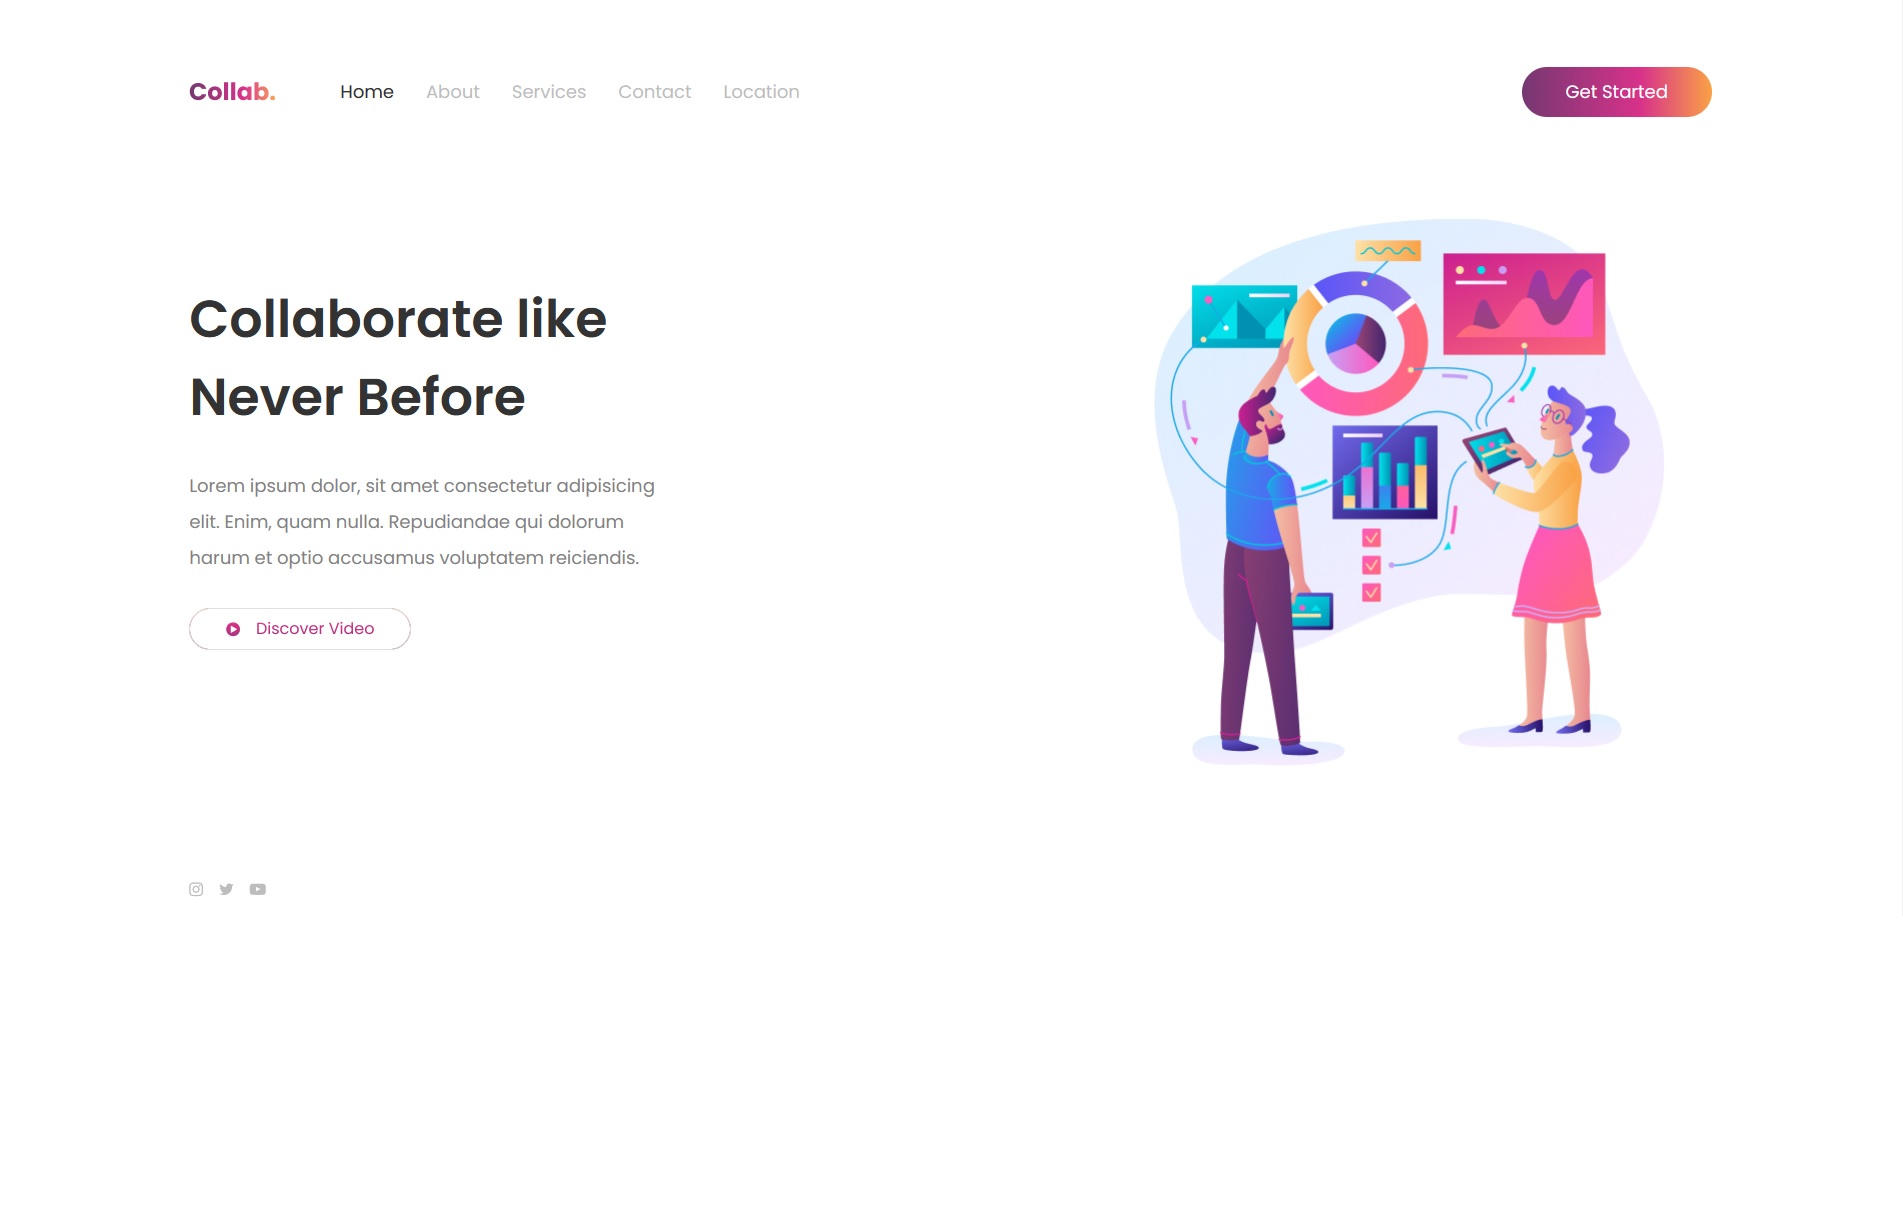 Collab.
Home About Services Contact Location
Get Started
Collaborate like
Never Before
Lorem ipsum dolor, sit amet consectetur adipisicing
elit. Enim, quam nulla. Repudiandae qui dolorum
harum et optio accusamus voluptatem reiciendis.
Discover Video